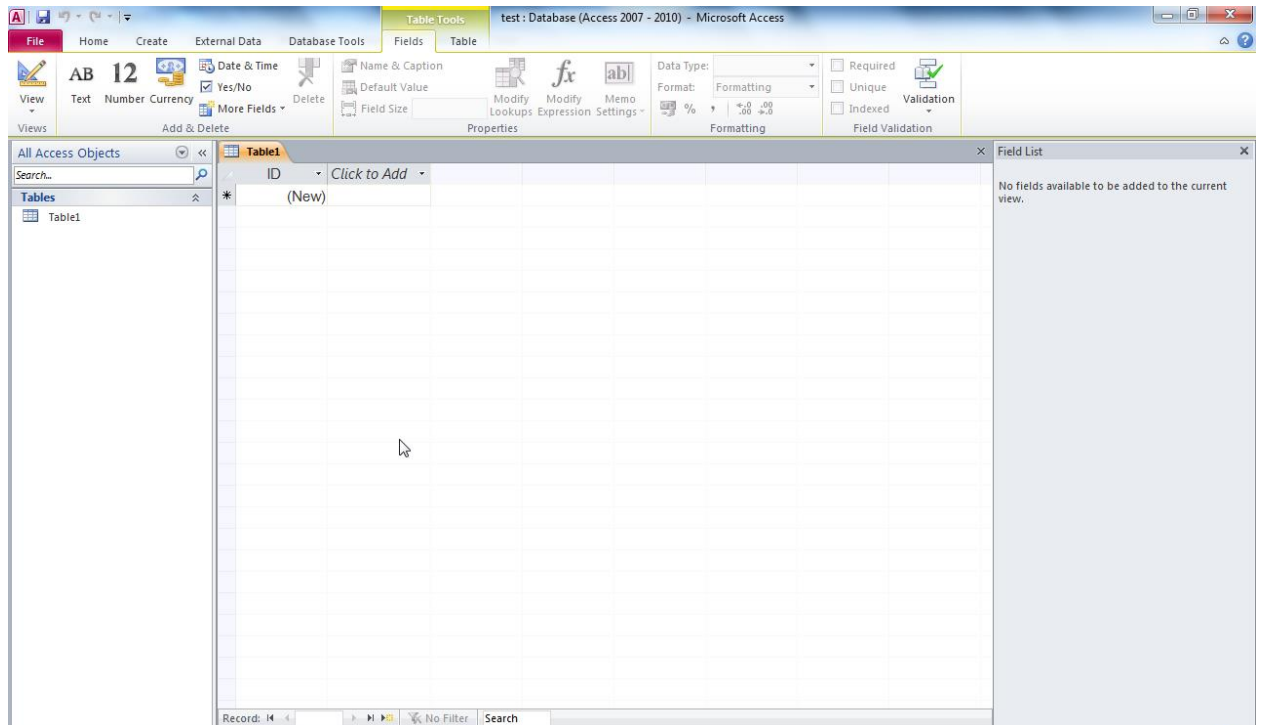 A
Table Tools
test : Database (Access 2007 - 2010) - Microsoft Access
File Home Create External Data Database Tools Fields Table
View
AB
Text
12
Number
Currency
Date & Time
Yes/No
More Fields
Delete
Name & Caption
Default Value
Field Size
Modify
Lookups
fx
Modify
Expression
ab
Memo
Settings
Data Type:
Format: Formatting
% , .00 .00
.0 .0
Required
Unique
Indexed
Validation
Views Add & Delete Properties Formatting Field Validation
All Access Objects
Search...
Tables
Table1
Table1
ID Click to Add
(New)
Field List
No fields available to be added to the current
view.
Record: No Filter Search